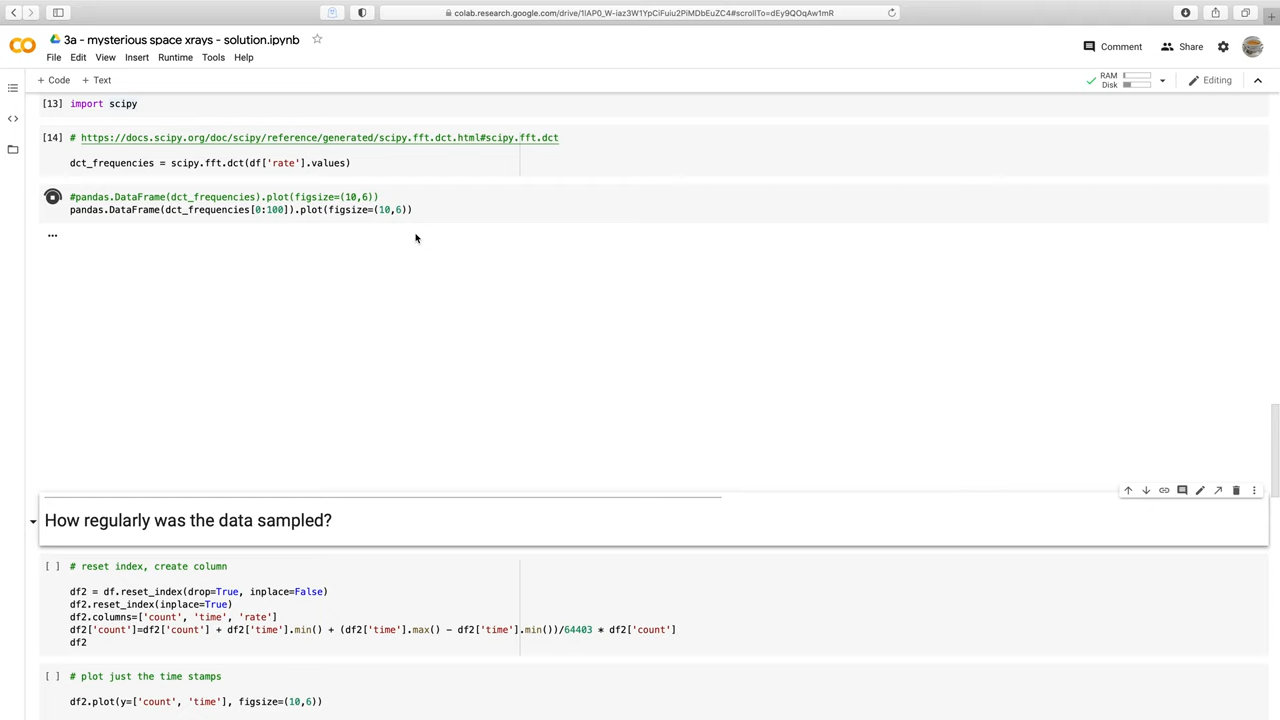 colab.research.google.com/drive/1lAP0_W-iaz3W1YpCiFuiu2PiMDbEuZC4#scrollTo=dEy9QOqAw1mR
3a - mysterious space xrays - solution.ipynb
File Edit View Insert Runtime Tools Help
Comment Share
+ Code + Text
RAM
Disk
Editing
[13] import scipy
[14] # https://docs.scipy.org/doc/scipy/reference/generated/scipy.fft.dct.html#scipy.fft.dct
dct_frequencies = scipy.fft.dct(df['rate'].values)
#pandas.DataFrame(dct_frequencies).plot(figsize=(10,6))
pandas.DataFrame(dct_frequencies[0:100]).plot(figsize=(10,6))
...
How regularly was the data sampled?
[ ] # reset index, create column
df2 = df.reset_index(drop=True, inplace=False)
df2.reset_index(inplace=True)
df2.columns=['count', 'time', 'rate']
df2['count']=df2['count'] + df2['time'].min() + (df2['time'].max() - df2['time'].min())/64403 * df2['count']
df2
[ ] # plot just the time stamps
df2.plot(y=['count', 'time'], figsize=(10,6))